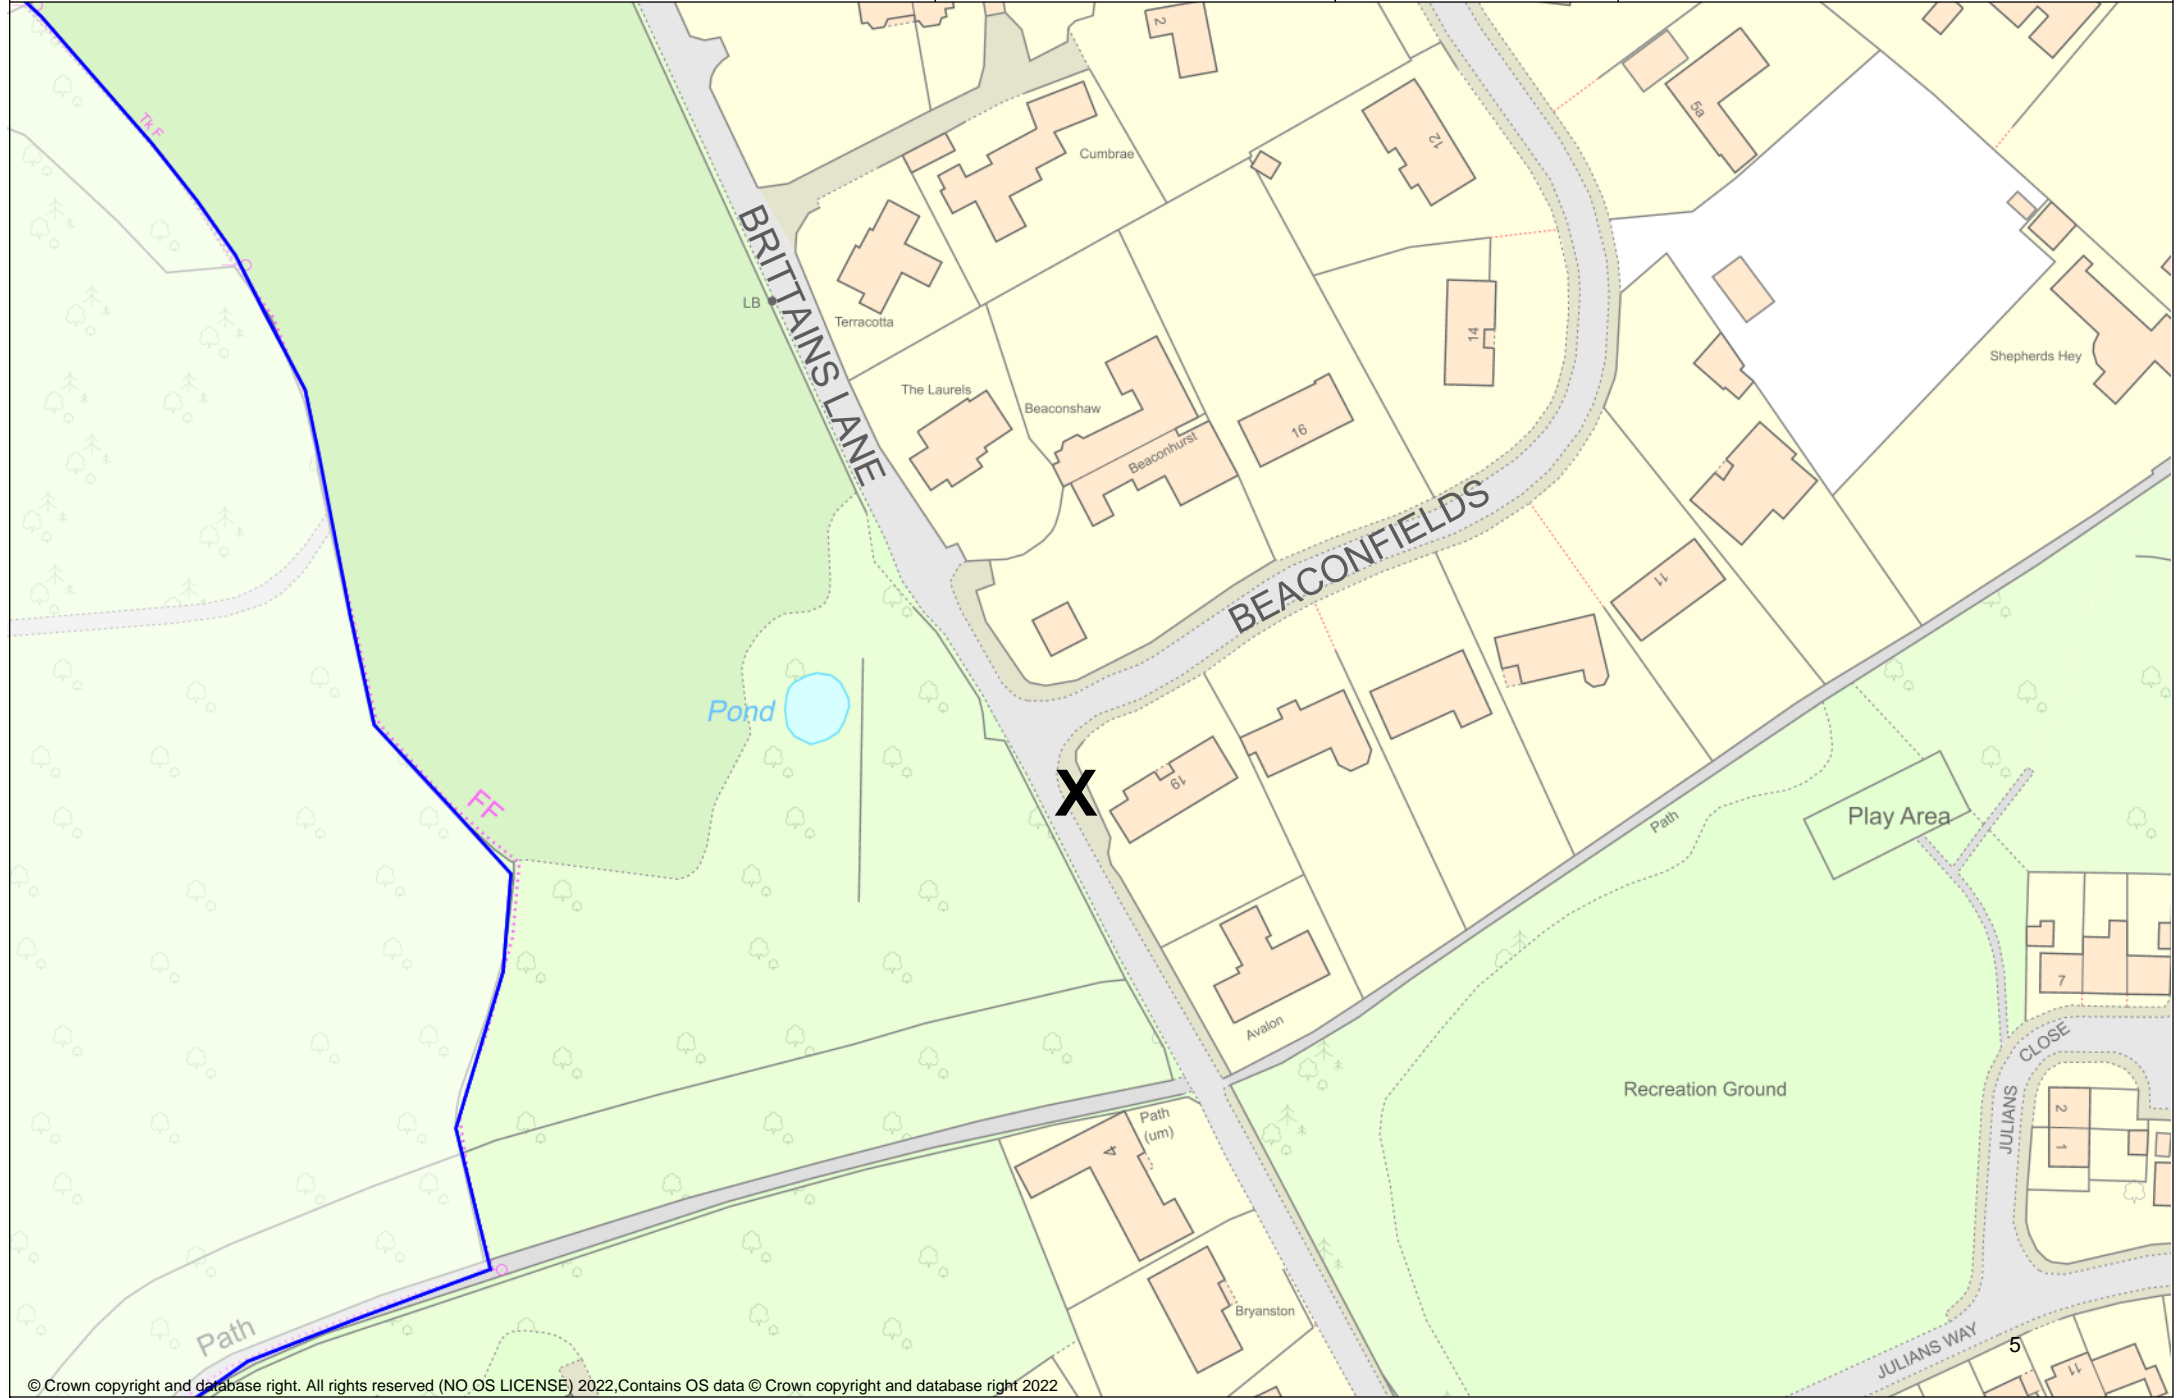 2
Tk F
5a
12
Cumbrae
BRITTAINS LANE
LB
Terracotta
14
Shepherds Hey
The Laurels
Beaconshaw
16
Beaconhurst
BEACONFIELDS
11
Pond
X
19
FF
Play Area
Path
7
Avalon
CLOSE
Recreation Ground
Path
(um)
4
2
1
JULIANS
Bryanston
Path
5
JULIANS WAY
11
© Crown copyright and database right. All rights reserved (NO OS LICENSE) 2022,Contains OS data © Crown copyright and database right 2022